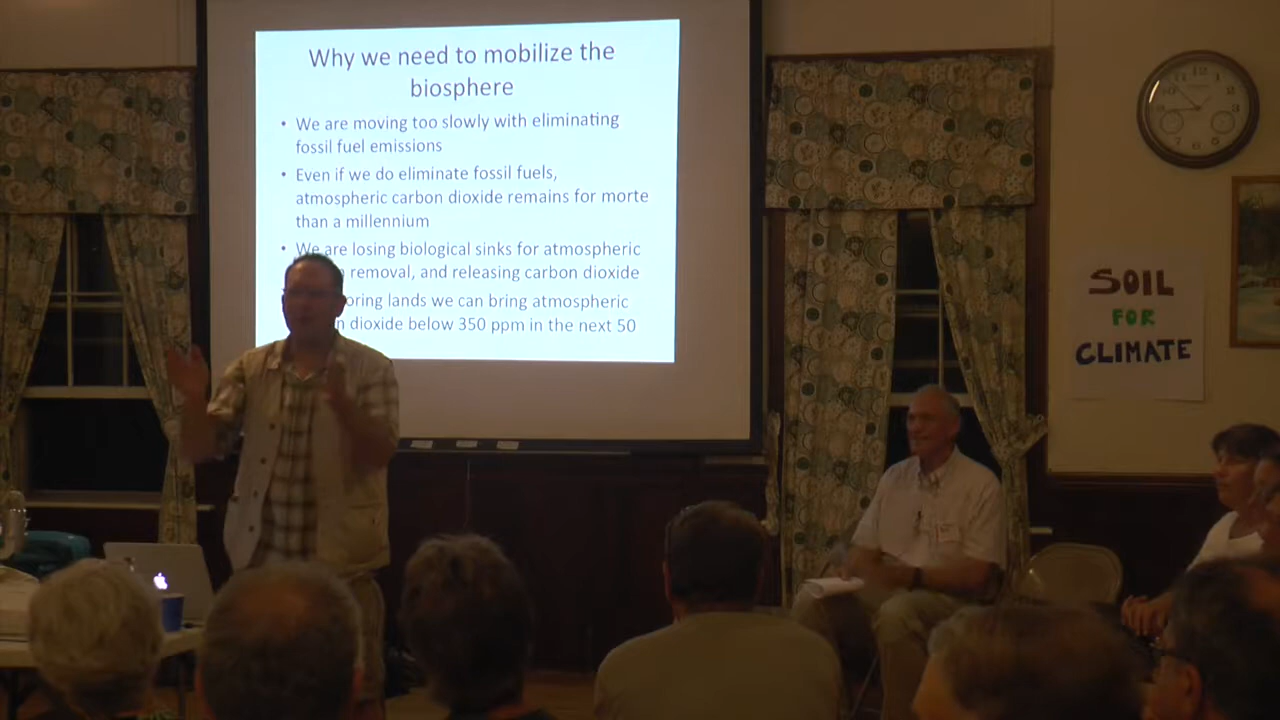 Why we need to mobilize the
biosphere
• We are moving too slowly with eliminating
fossil fuel emissions
• Even if we do eliminate fossil fuels,
atmospheric carbon dioxide remains for morte
than a millennium
• We are losing biological sinks for atmospheric
removal, and releasing carbon dioxide
lands we can bring atmospheric
dioxide below 350 ppm in the next 50
SOIL
FOR
CLIMATE